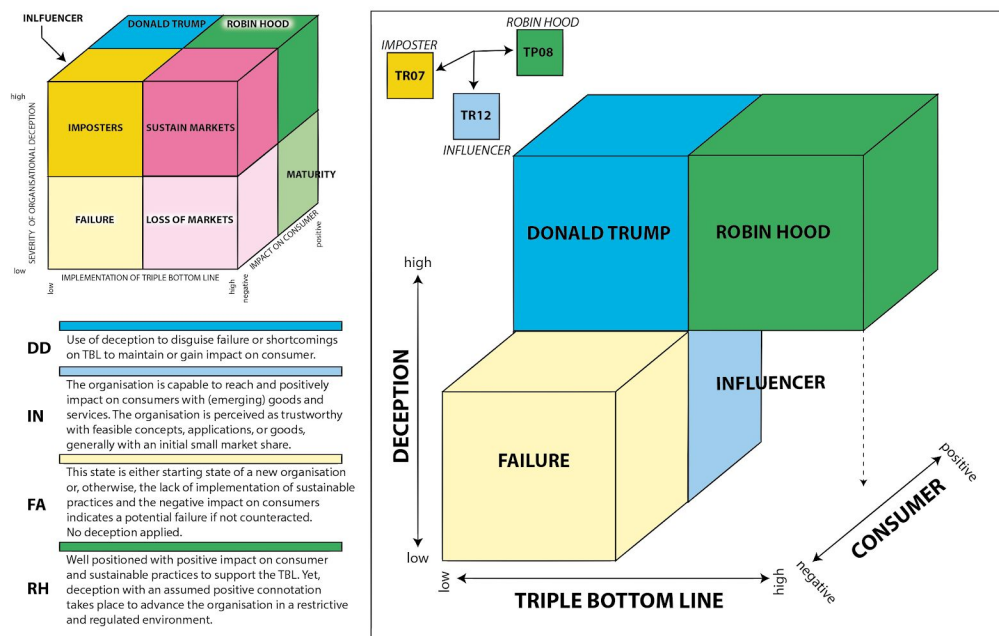 INLFUENCER
DONALD TRUMP
ROBIN HOOD
IMPOSTERS
SUSTAIN MARKETS
FAILURE
LOSS OF MARKETS
MATURITY
SEVERITY OF ORGANISATIONAL DECEPTION
high
low
IMPLEMENTATION OF TRIPLE BOTTOM LINE
low
high
IMPACT ON CONSUMER
negative
positive
DD
Use of deception to disguise failure or shortcomings
on TBL to maintain or gain impact on consumer.
IN
The organisation is capable to reach and positively
impact on consumers with (emerging) goods and
services. The organisation is perceived as trustworthy
with feasible concepts, applications, or goods,
generally with an initial small market share.
FA
This state is either starting state of a new organisation
or, otherwise, the lack of implementation of sustainable
practices and the negative impact on consumers
indicates a potential failure if not counteracted.
No deception applied.
RH
Well positioned with positive impact on consumer
and sustainable practices to support the TBL. Yet,
deception with an assumed positive connotation
takes place to advance the organisation in a restrictive
and regulated environment.
IMPOSTER
TR07
ROBIN HOOD
TP08
TR12
INFLUENCER
DONALD TRUMP
ROBIN HOOD
FAILURE
INFLUENCER
high
DECEPTION
low
low
TRIPLE BOTTOM LINE
high
negative
CONSUMER
positive